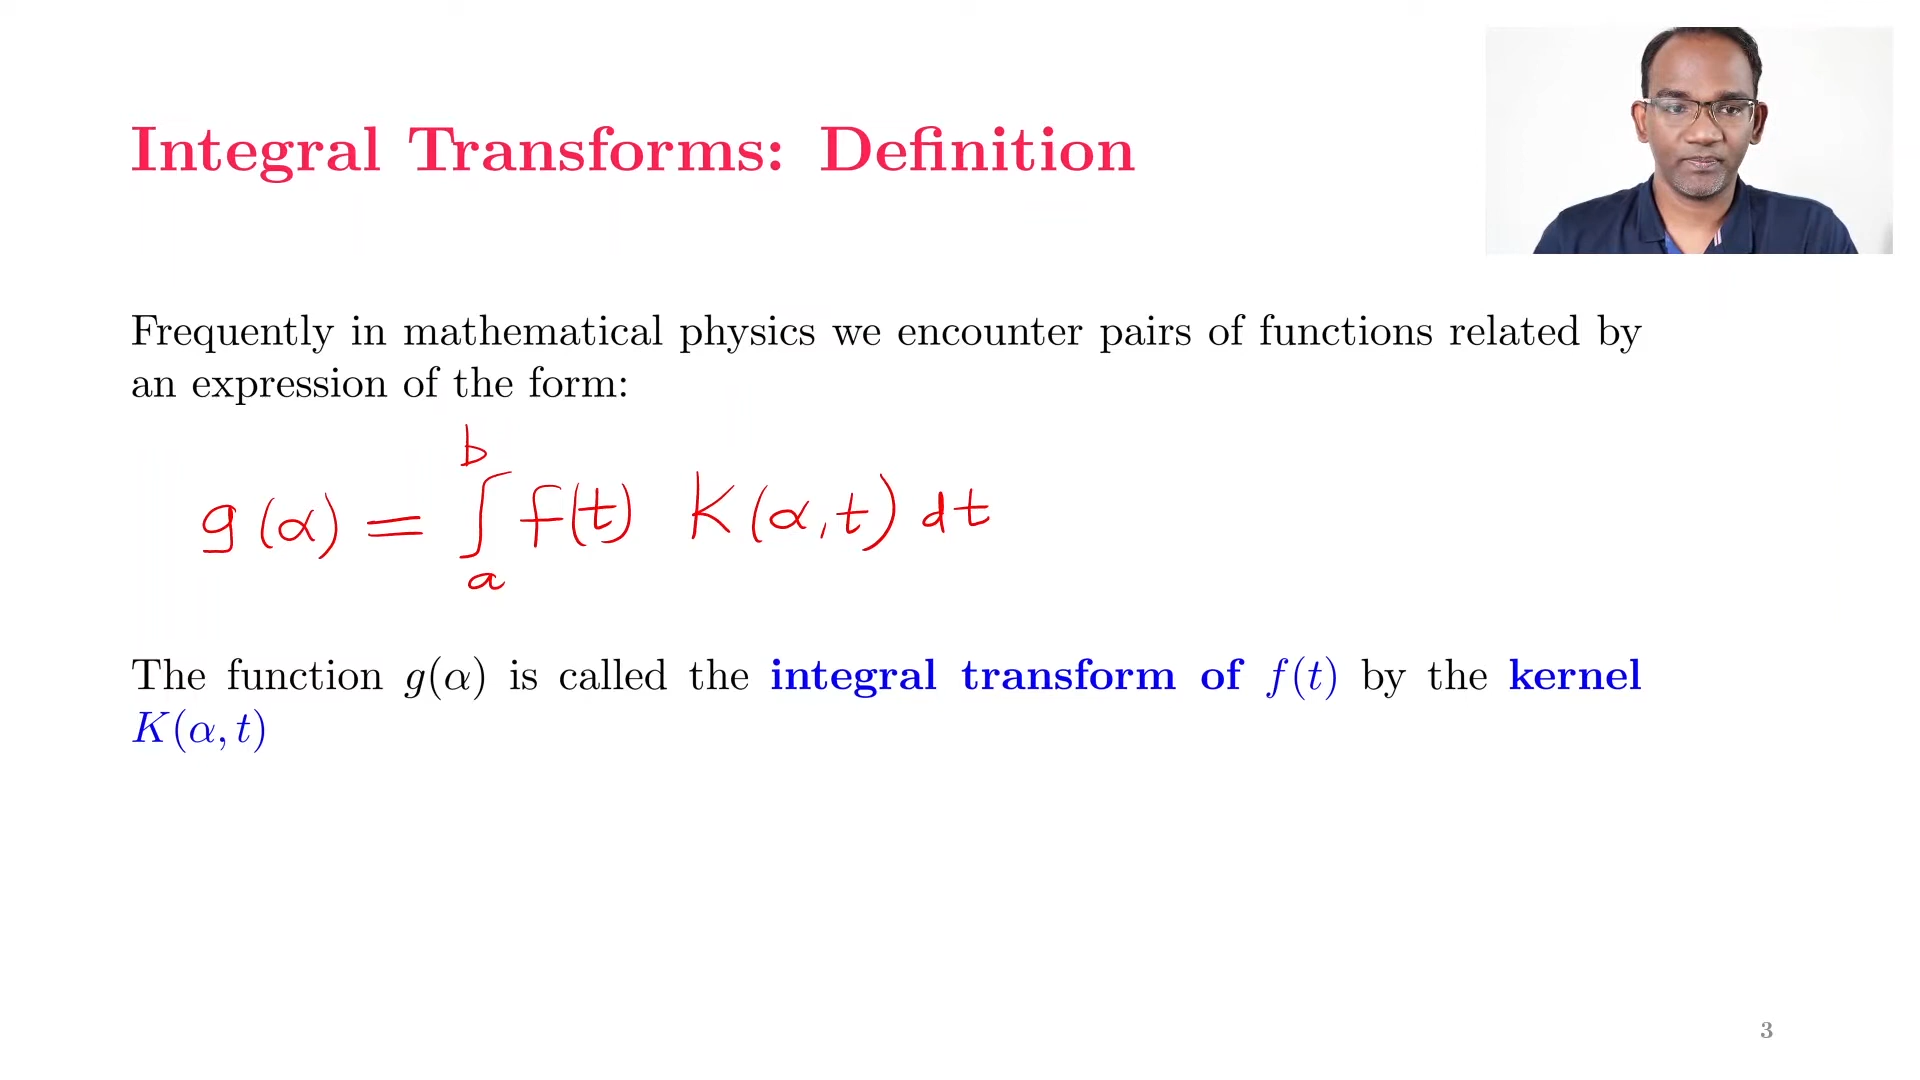 Integral Transforms: Definition
Frequently in mathematical physics we encounter pairs of functions related by
an expression of the form:
g(α) = ∫_a^b f(t) K(α,t) dt
The function g(α) is called the integral transform of f(t) by the kernel
K(α, t)
3